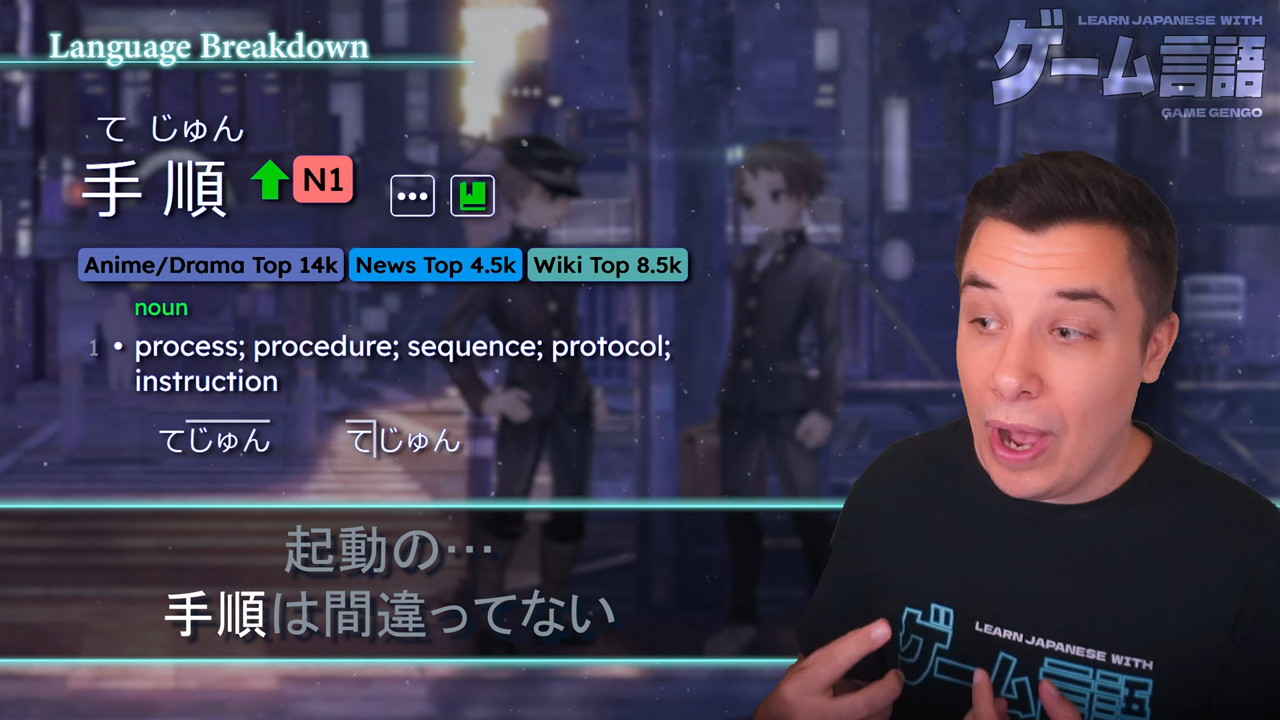 Language Breakdown
LEARN JAPANESE WITH
ゲーム言語
GAME GENGO
て じゅん
手順 N1
Anime/Drama Top 14k News Top 4.5k Wiki Top 8.5k
noun
1 • process; procedure; sequence; protocol;
instruction
てじゅん てじゅん
起動の…
手順は間違ってない
LEARN JAPANESE WITH
ゲーム言語